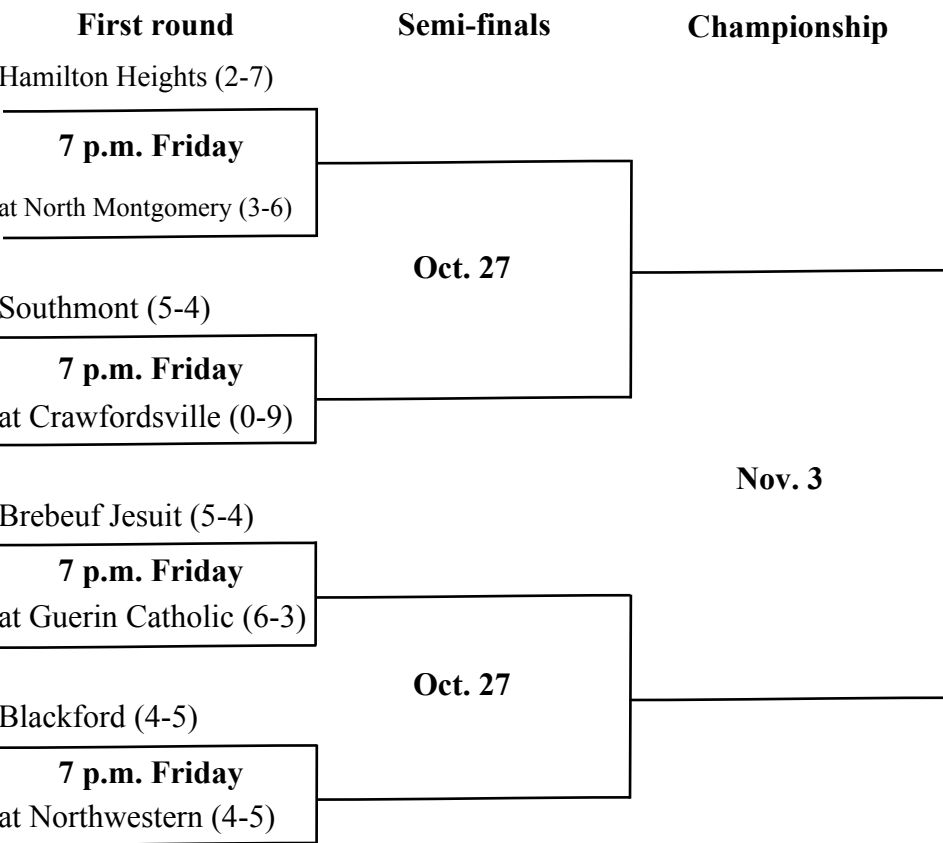 First round
Semi-finals
Championship
Hamilton Heights (2-7)
7 p.m. Friday
at North Montgomery (3-6)
Oct. 27
Southmont (5-4)
7 p.m. Friday
at Crawfordsville (0-9)
Nov. 3
Brebeuf Jesuit (5-4)
7 p.m. Friday
at Guerin Catholic (6-3)
Oct. 27
Blackford (4-5)
7 p.m. Friday
at Northwestern (4-5)